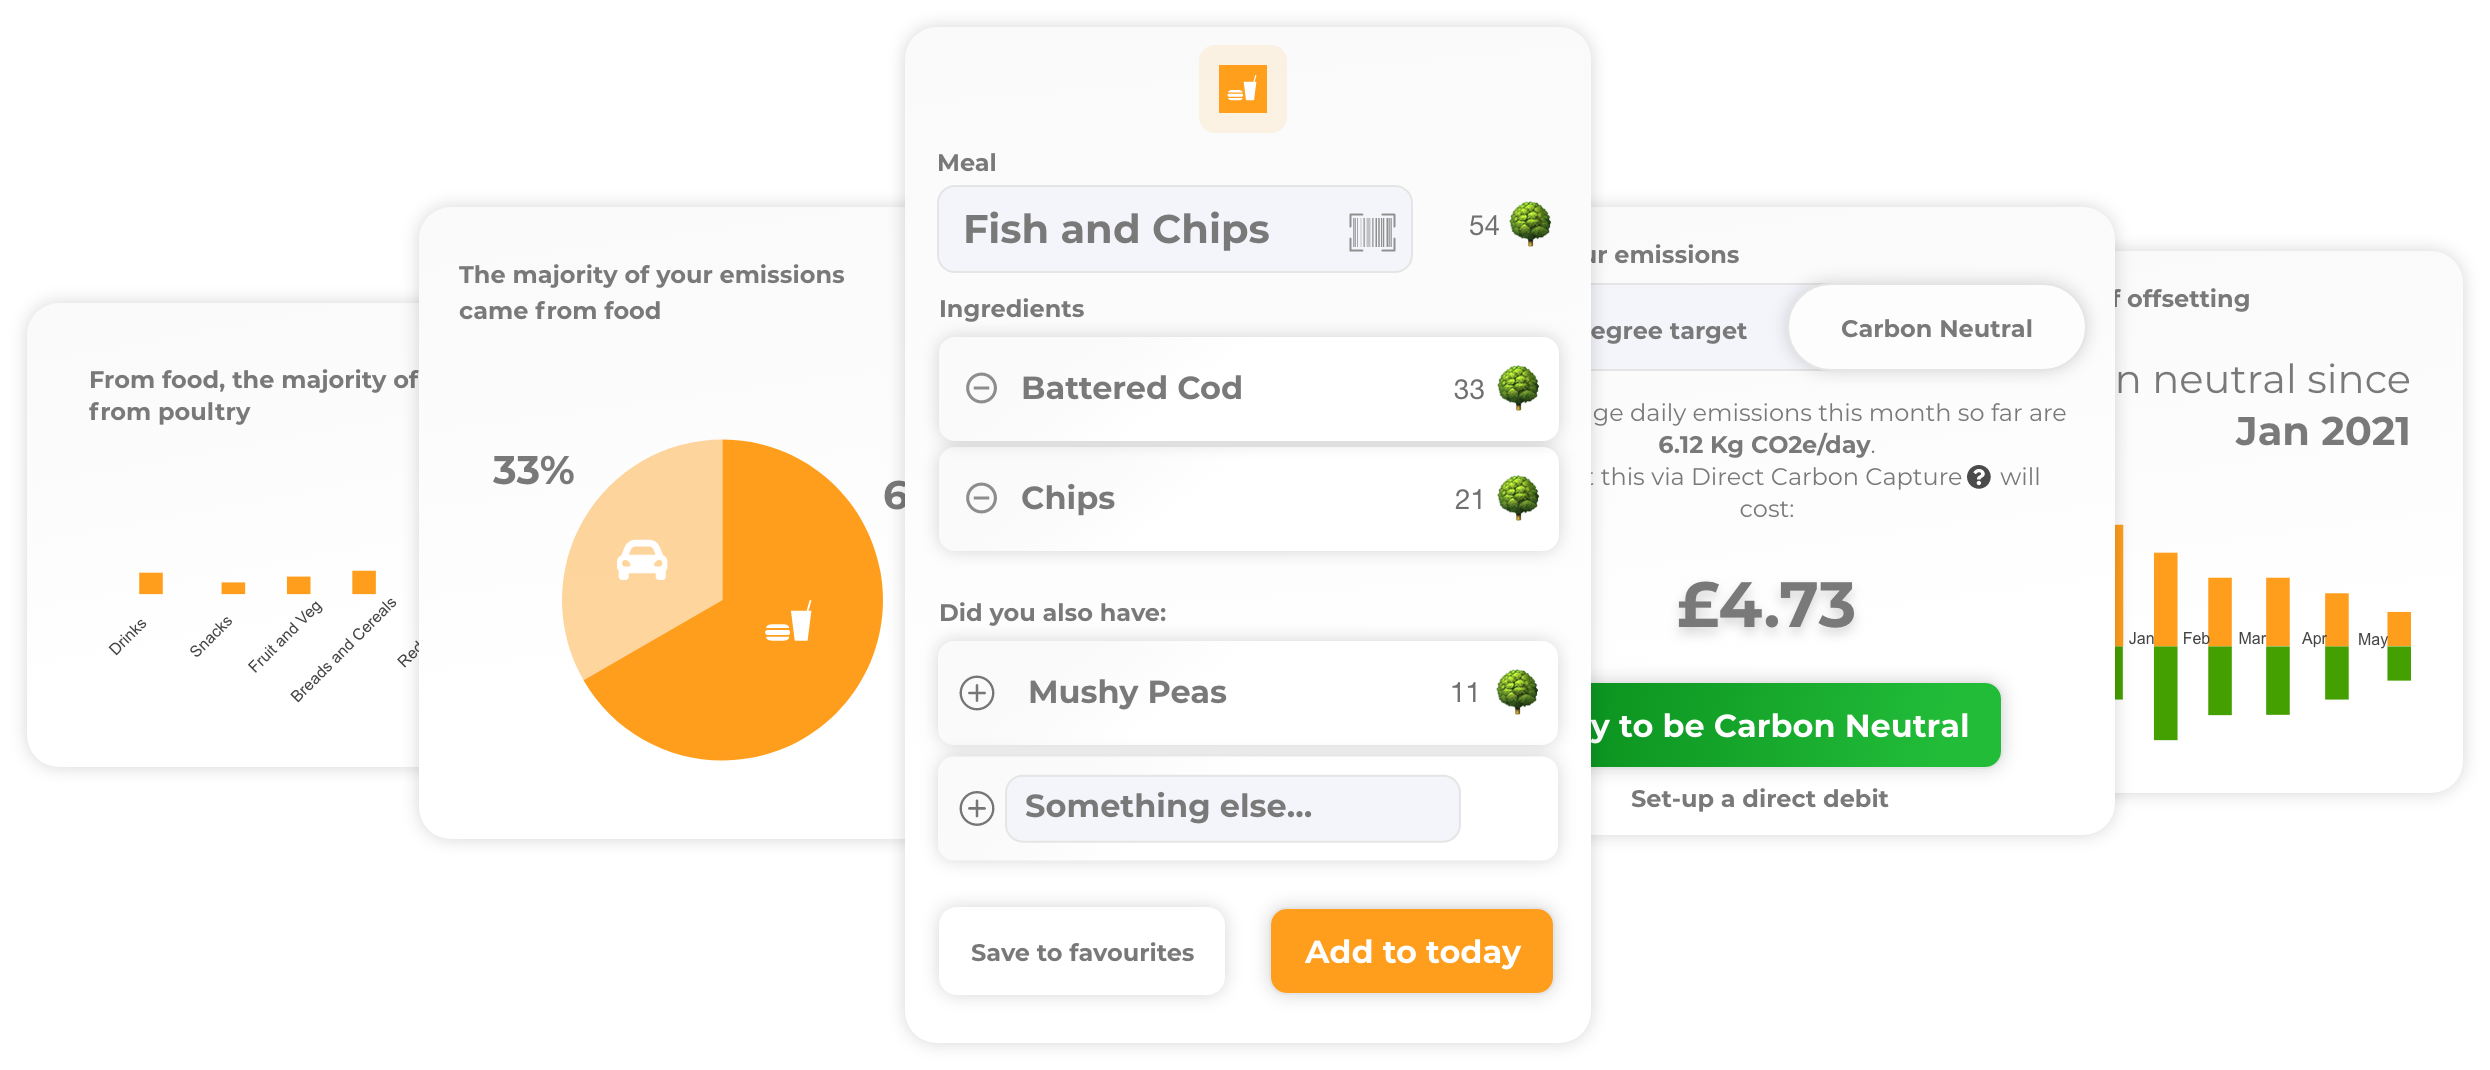 From food, the majority of
from poultry
Drinks
Snacks
Fruit and Veg
Breads and Cereals
The majority of your emissions
came from food
33%
6
Meal
Fish and Chips
54
Ingredients
Battered Cod
33
Chips
21
Did you also have:
Mushy Peas
11
Something else...
Save to favourites
Add to today
emissions
target
Carbon Neutral
daily emissions this month so far are
6.12 Kg CO2e/day.
this via Direct Carbon Capture ? will
cost:
£4.73
to be Carbon Neutral
Set-up a direct debit
offsetting
neutral since
Jan 2021
Jan
Feb
Mar
Apr
May